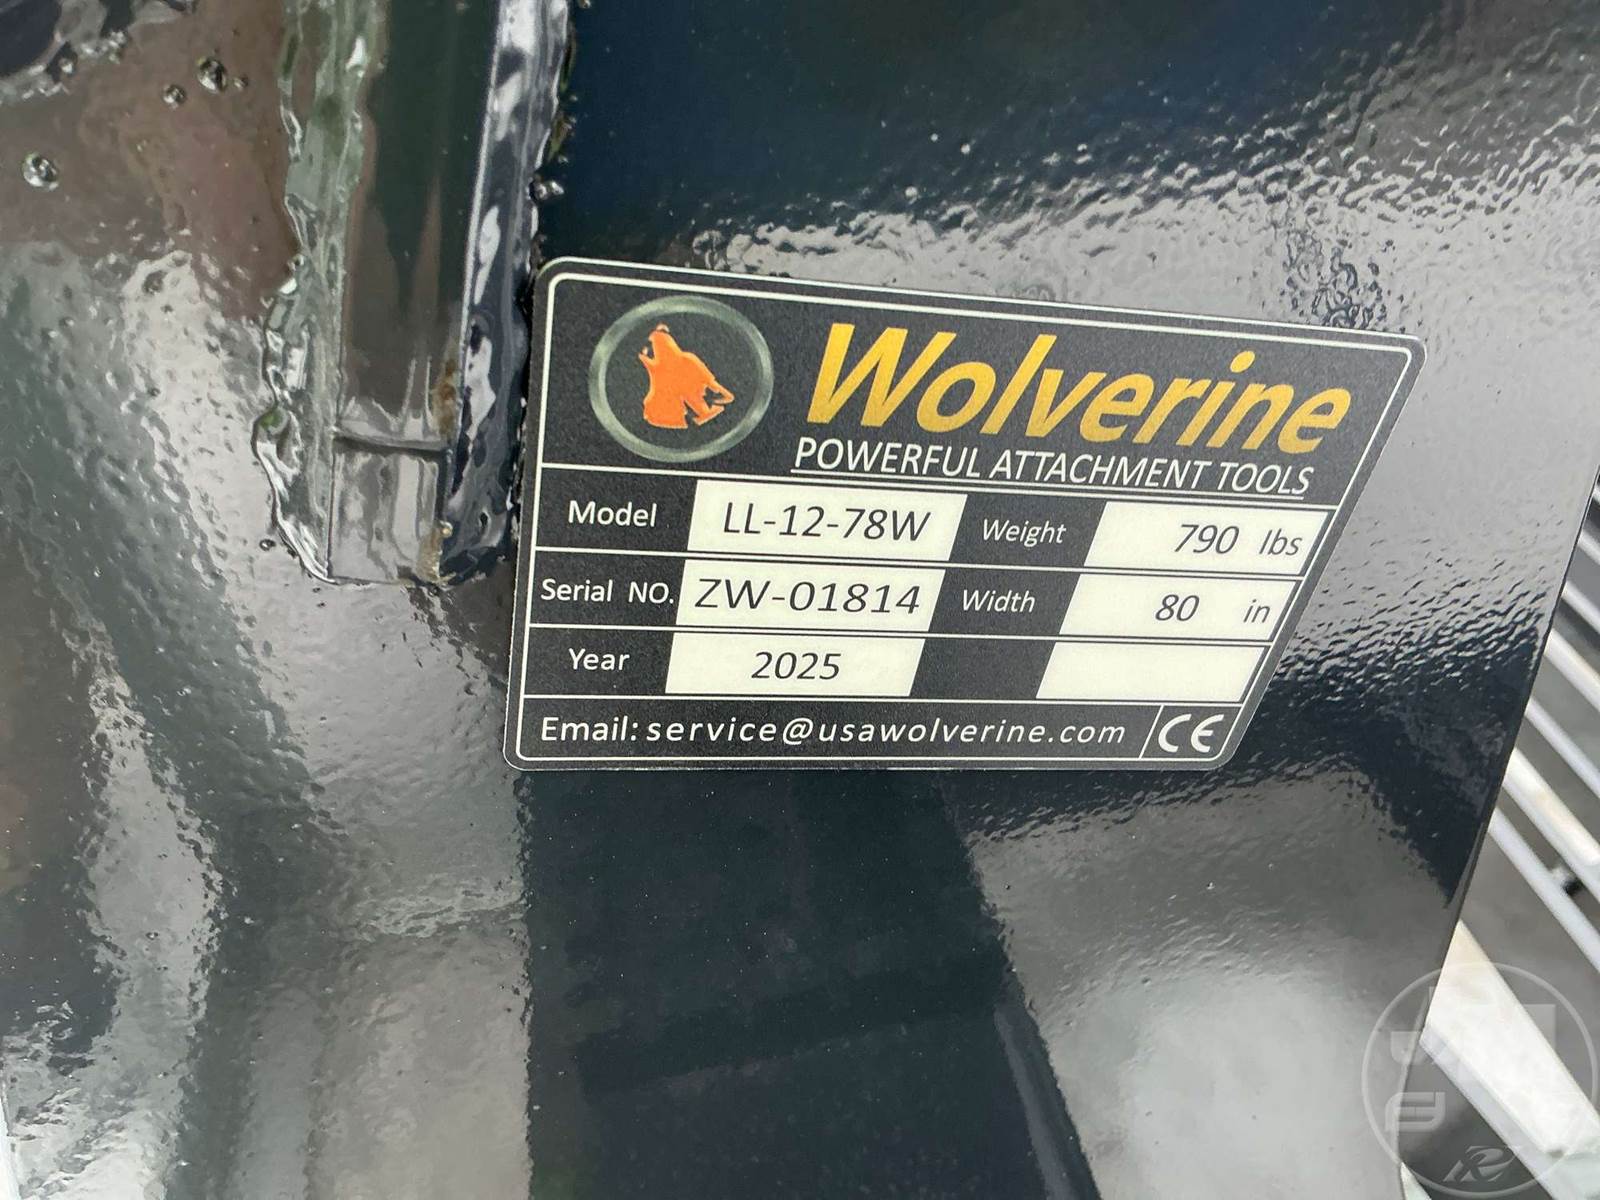 Wolverine
POWERFUL ATTACHMENT TOOLS
Model LL-12-78W Weight 790 lbs
Serial NO. ZW-01814 Width 80 in
Year 2025
Email: service@usawolverine.com CE